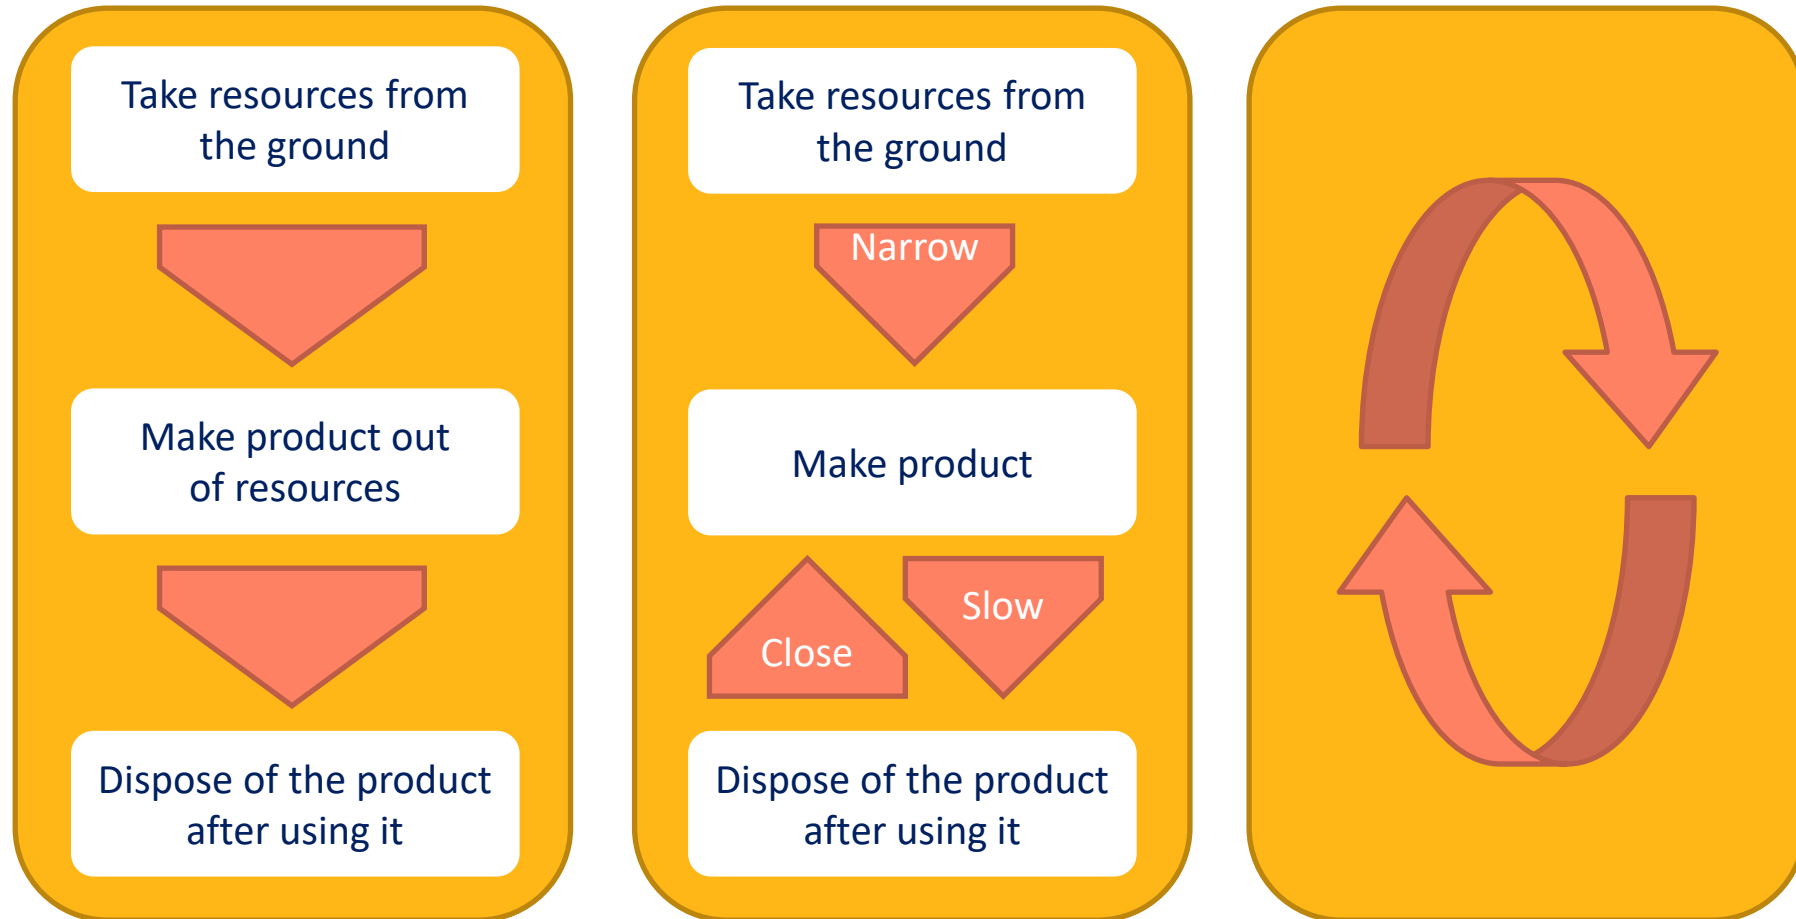 Take resources from
the ground
Make product out
of resources
Dispose of the product
after using it
Take resources from
the ground
Narrow
Make product
Close
Slow
Dispose of the product
after using it